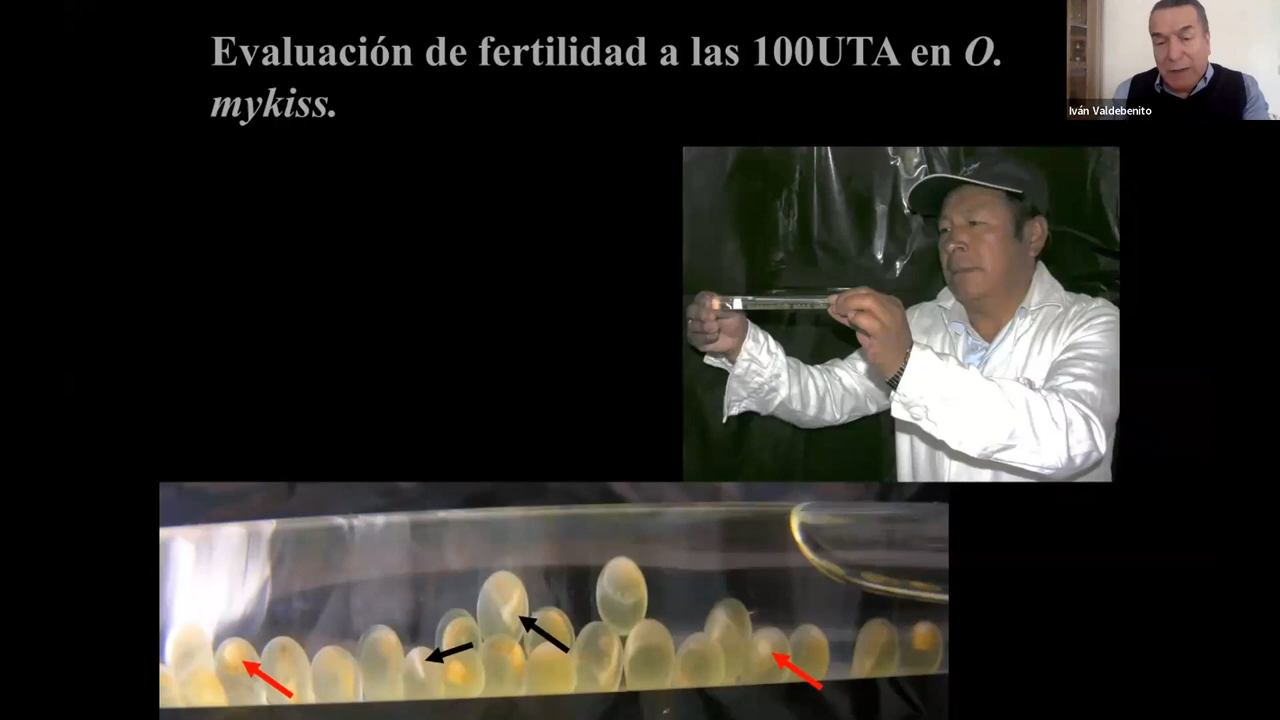 Evaluación de fertilidad a las 100UTA en O.
mykiss.
Iván Valdebenito